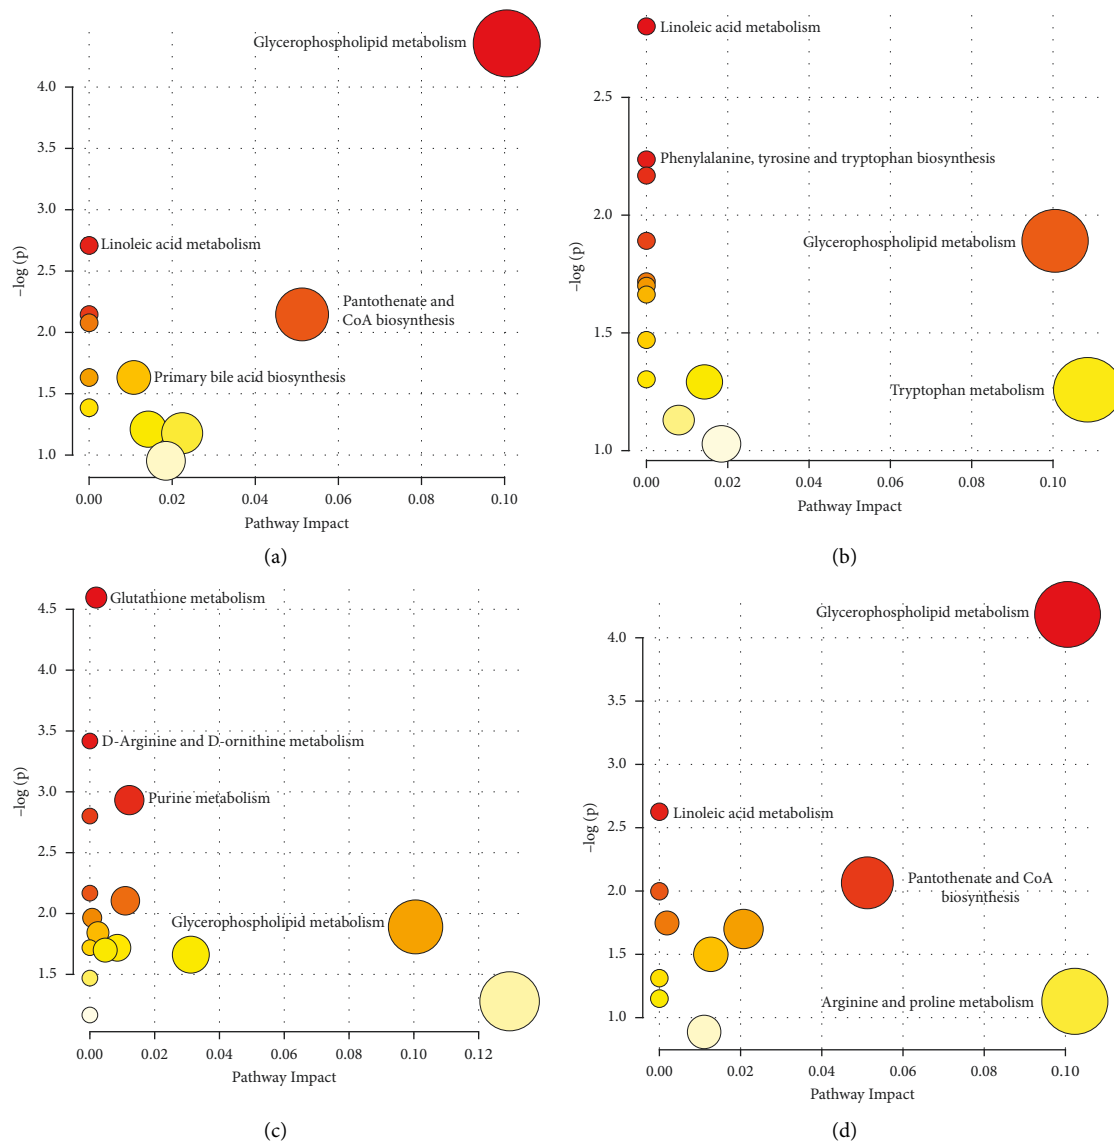 Glycerophospholipid metabolism
4.0
3.5
3.0
Linoleic acid metabolism
2.5
Pantothenate and
CoA biosynthesis
2.0
Primary bile acid biosynthesis
1.5
1.0
−log (p)
0.00 0.02 0.04 0.06 0.08 0.10
Pathway Impact
(a)
Linoleic acid metabolism
2.5
Phenylalanine, tyrosine and tryptophan biosynthesis
2.0
Glycerophospholipid metabolism
1.5
Tryptophan metabolism
1.0
−log (p)
0.00 0.02 0.04 0.06 0.08 0.10
Pathway Impact
(b)
Glutathione metabolism
4.5
4.0
3.5
D-Arginine and D-ornithine metabolism
3.0
Purine metabolism
2.5
2.0
Glycerophospholipid metabolism
1.5
−log (p)
0.00 0.02 0.04 0.06 0.08 0.10 0.12
Pathway Impact
(c)
Glycerophospholipid metabolism
4.0
3.5
3.0
Linoleic acid metabolism
2.5
Pantothenate and CoA
biosynthesis
2.0
1.5
Arginine and proline metabolism
1.0
−log (p)
0.00 0.02 0.04 0.06 0.08 0.10
Pathway Impact
(d)